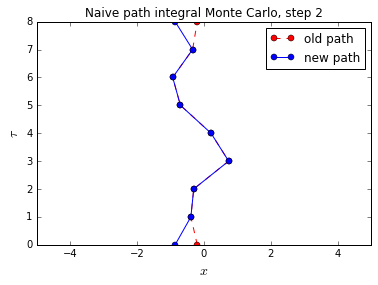 Naive path integral Monte Carlo, step 2
8
7
6
5
4
3
2
1
0
τ
old path
new path
−4 −2 0 2 4
x